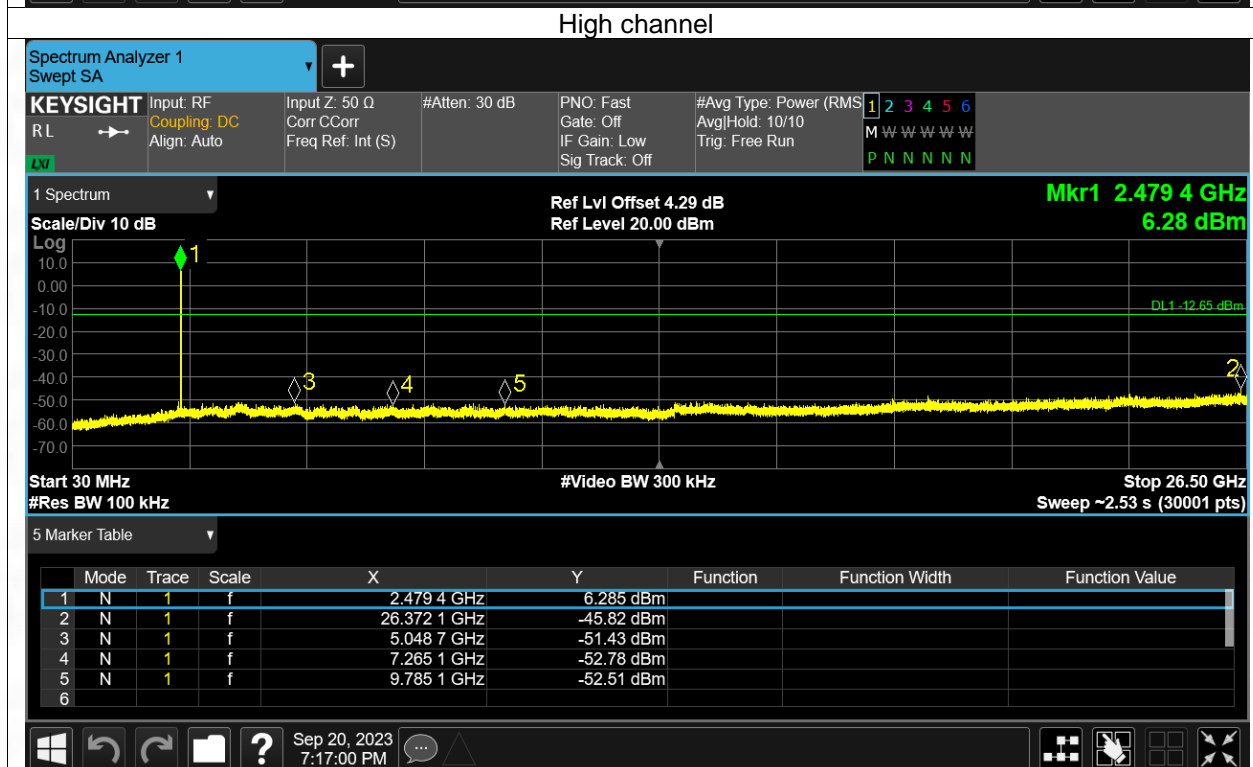 High channel
Spectrum Analyzer 1
Swept SA
+
KEYSIGHT Input: RF Input Z: 50 Ω #Atten: 30 dB PNO: Fast #Avg Type: Power (RMS 1 2 3 4 5 6
RL Coupling: DC Corr CCorr Gate: Off Avg|Hold: 10/10 M W W W W W
Align: Auto Freq Ref: Int (S) IF Gain: Low Trig: Free Run
LXI Sig Track: Off P N N N N N
1 Spectrum Ref Lvl Offset 4.29 dB Mkr1 2.479 4 GHz
Scale/Div 10 dB Ref Level 20.00 dBm 6.28 dBm
Log
1
10.0
0.00
-10.0 DL1 -12.65 dBm
-20.0
-30.0
-40.0 3 4 5 2
-50.0
-60.0
-70.0
Start 30 MHz #Video BW 300 kHz Stop 26.50 GHz
#Res BW 100 kHz Sweep ~2.53 s (30001 pts)
5 Marker Table
Mode Trace Scale X Y Function Function Width Function Value
1 N 1 f 2.479 4 GHz 6.285 dBm
2 N 1 f 26.372 1 GHz -45.82 dBm
3 N 1 f 5.048 7 GHz -51.43 dBm
4 N 1 f 7.265 1 GHz -52.78 dBm
5 N 1 f 9.785 1 GHz -52.51 dBm
6
? Sep 20, 2023
7:17:00 PM